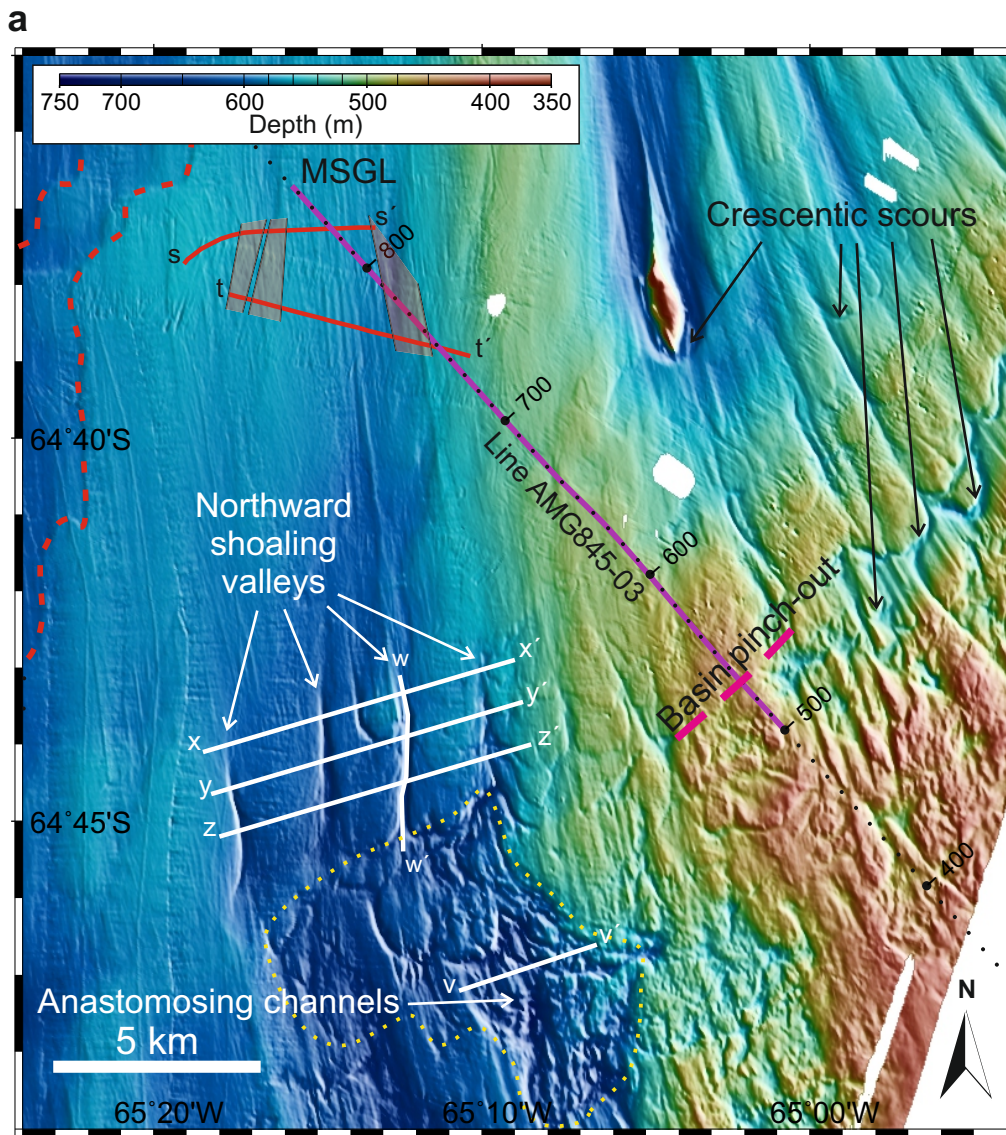 a
750 700 600 500 400 350
Depth (m)
MSGL
s
s´
t
t´
800
Crescentic scours
700
64°40'S
Line AMG845-03
600
Northward
shoaling
valleys
Basin pinch-out
500
w
x´
x
y´
y
z´
z
64°45'S
w´
400
v´
v
Anastomosing channels
5 km
N
65°20'W 65°10'W 65°00'W